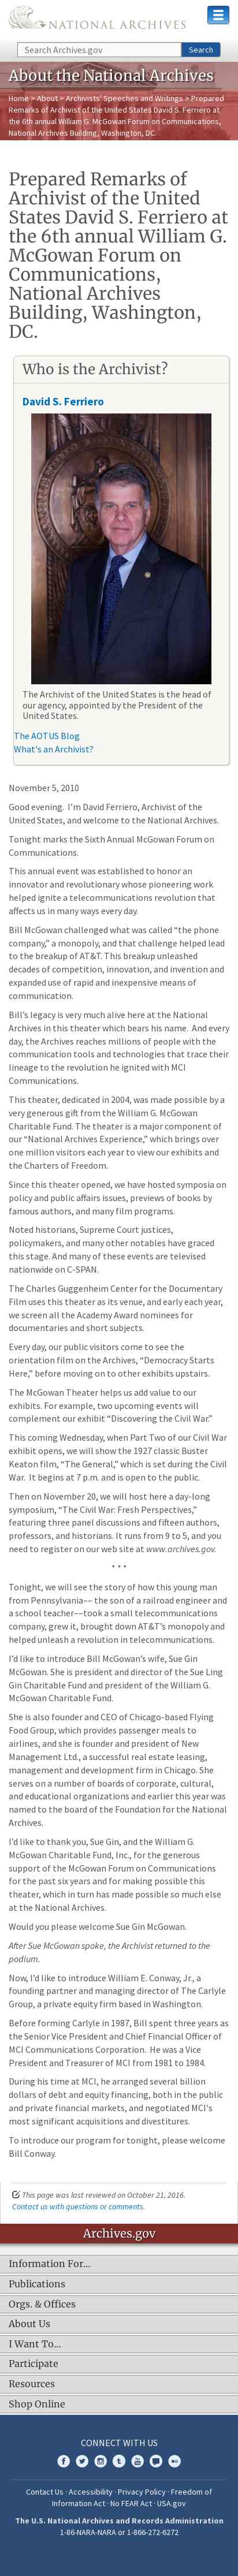 NATIONAL ARCHIVES
Search Archives.gov
Search
About the National Archives
Home > About > Archivists' Speeches and Writings > Prepared
Remarks of Archivist of the United States David S. Ferriero at
the 6th annual William G. McGowan Forum on Communications,
National Archives Building, Washington, DC.
Prepared Remarks of
Archivist of the United
States David S. Ferriero at
the 6th annual William G.
McGowan Forum on
Communications,
National Archives
Building, Washington,
DC.
Who is the Archivist?
David S. Ferriero
The Archivist of the United States is the head of
our agency, appointed by the President of the
United States.
The AOTUS Blog
What's an Archivist?
November 5, 2010
Good evening.  I'm David Ferriero, Archivist of the
United States, and welcome to the National Archives.
Tonight marks the Sixth Annual McGowan Forum on
Communications.
This annual event was established to honor an
innovator and revolutionary whose pioneering work
helped ignite a telecommunications revolution that
affects us in many ways every day.
Bill McGowan challenged what was called "the phone
company," a monopoly, and that challenge helped lead
to the breakup of AT&T. This breakup unleashed
decades of competition, innovation, and invention and
expanded use of rapid and inexpensive means of
communication.
Bill's legacy is very much alive here at the National
Archives in this theater which bears his name.  And every
day, the Archives reaches millions of people with the
communication tools and technologies that trace their
lineage to the revolution he ignited with MCI
Communications.
This theater, dedicated in 2004, was made possible by a
very generous gift from the William G. McGowan
Charitable Fund. The theater is a major component of
our "National Archives Experience," which brings over
one million visitors each year to view our exhibits and
the Charters of Freedom.
Since this theater opened, we have hosted symposia on
policy and public affairs issues, previews of books by
famous authors, and many film programs.
Noted historians, Supreme Court justices,
policymakers, and many other notables have graced
this stage. And many of these events are televised
nationwide on C-SPAN.
The Charles Guggenheim Center for the Documentary
Film uses this theater as its venue, and early each year,
we screen all the Academy Award nominees for
documentaries and short subjects.
Every day, our public visitors come to see the
orientation film on the Archives, "Democracy Starts
Here," before moving on to other exhibits upstairs.
The McGowan Theater helps us add value to our
exhibits. For example, two upcoming events will
complement our exhibit "Discovering the Civil War."
This coming Wednesday, when Part Two of our Civil War
exhibit opens, we will show the 1927 classic Buster
Keaton film, "The General," which is set during the Civil
War.  It begins at 7 p.m. and is open to the public.
Then on November 20, we will host here a day-long
symposium, "The Civil War: Fresh Perspectives,"
featuring three panel discussions and fifteen authors,
professors, and historians. It runs from 9 to 5, and you
need to register on our web site at www.archives.gov.
* * *
Tonight, we will see the story of how this young man
from Pennsylvania–– the son of a railroad engineer and
a school teacher––took a small telecommunications
company, grew it, brought down AT&T's monopoly and
helped unleash a revolution in telecommunications.
I'd like to introduce Bill McGowan's wife, Sue Gin
McGowan. She is president and director of the Sue Ling
Gin Charitable Fund and president of the William G.
McGowan Charitable Fund.
She is also founder and CEO of Chicago-based Flying
Food Group, which provides passenger meals to
airlines, and she is founder and president of New
Management Ltd., a successful real estate leasing,
management and development firm in Chicago. She
serves on a number of boards of corporate, cultural,
and educational organizations and earlier this year was
named to the board of the Foundation for the National
Archives.
I'd like to thank you, Sue Gin, and the William G.
McGowan Charitable Fund, Inc., for the generous
support of the McGowan Forum on Communications
for the past six years and for making possible this
theater, which in turn has made possible so much else
at the National Archives.
Would you please welcome Sue Gin McGowan.
After Sue McGowan spoke, the Archivist returned to the
podium.
Now, I'd like to introduce William E. Conway, Jr., a
founding partner and managing director of The Carlyle
Group, a private equity firm based in Washington.
Before forming Carlyle in 1987, Bill spent three years as
the Senior Vice President and Chief Financial Officer of
MCI Communications Corporation.  He was a Vice
President and Treasurer of MCI from 1981 to 1984.
During his time at MCI, he arranged several billion
dollars of debt and equity financing, both in the public
and private financial markets, and negotiated MCI's
most significant acquisitions and divestitures.
To introduce our program for tonight, please welcome
Bill Conway.
This page was last reviewed on October 21, 2016.
Contact us with questions or comments.
Archives.gov
Information For…
Publications
Orgs. & Offices
About Us
I Want To…
Participate
Resources
Shop Online
CONNECT WITH US
Contact Us · Accessibility · Privacy Policy · Freedom of
Information Act · No FEAR Act · USA.gov
The U.S. National Archives and Records Administration
1-86-NARA-NARA or 1-866-272-6272